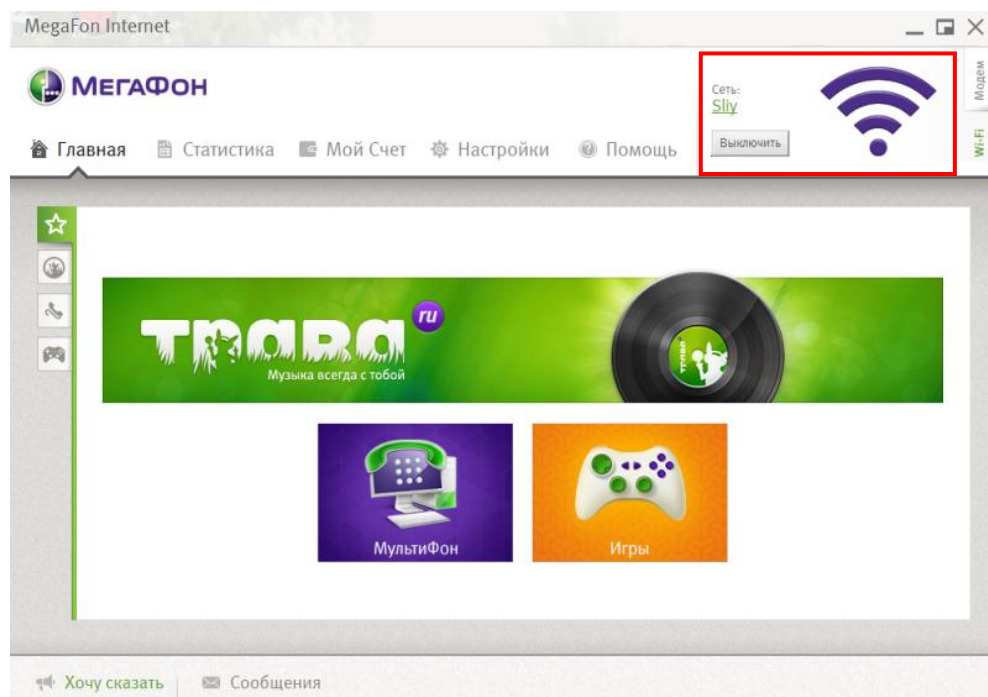 MegaFon Internet
МЕГАФОН
Сеть:
Sliy
Выключить
Модем
Wi-Fi
Главная
Статистика
Мой Счет
Настройки
Помощь
трава ru
Музыка всегда с тобой
трава
МультиФон
Игры
Хочу сказать
Сообщения